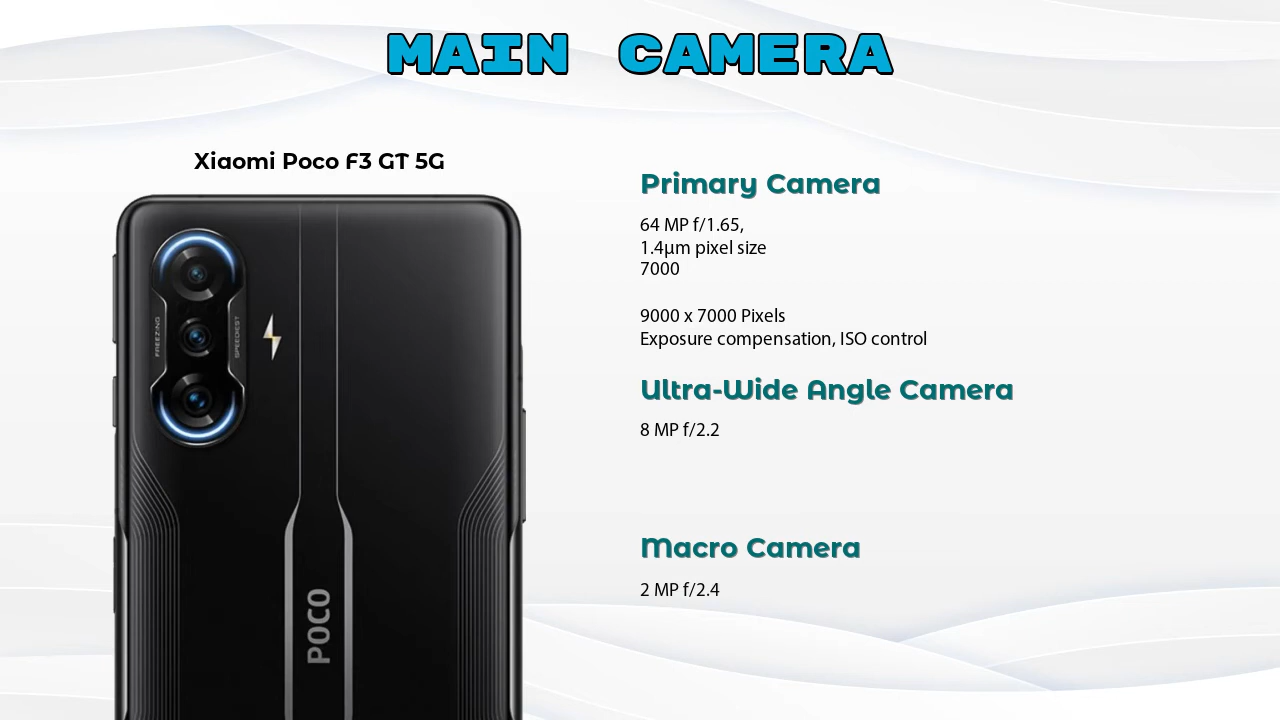 MAIN CAMERA
Xiaomi Poco F3 GT 5G
FREEZING
SPEEDIEST
POCO
Primary Camera
64 MP f/1.65,
1.4μm pixel size
7000
9000 x 7000 Pixels
Exposure compensation, ISO control
Ultra-Wide Angle Camera
8 MP f/2.2
Macro Camera
2 MP f/2.4